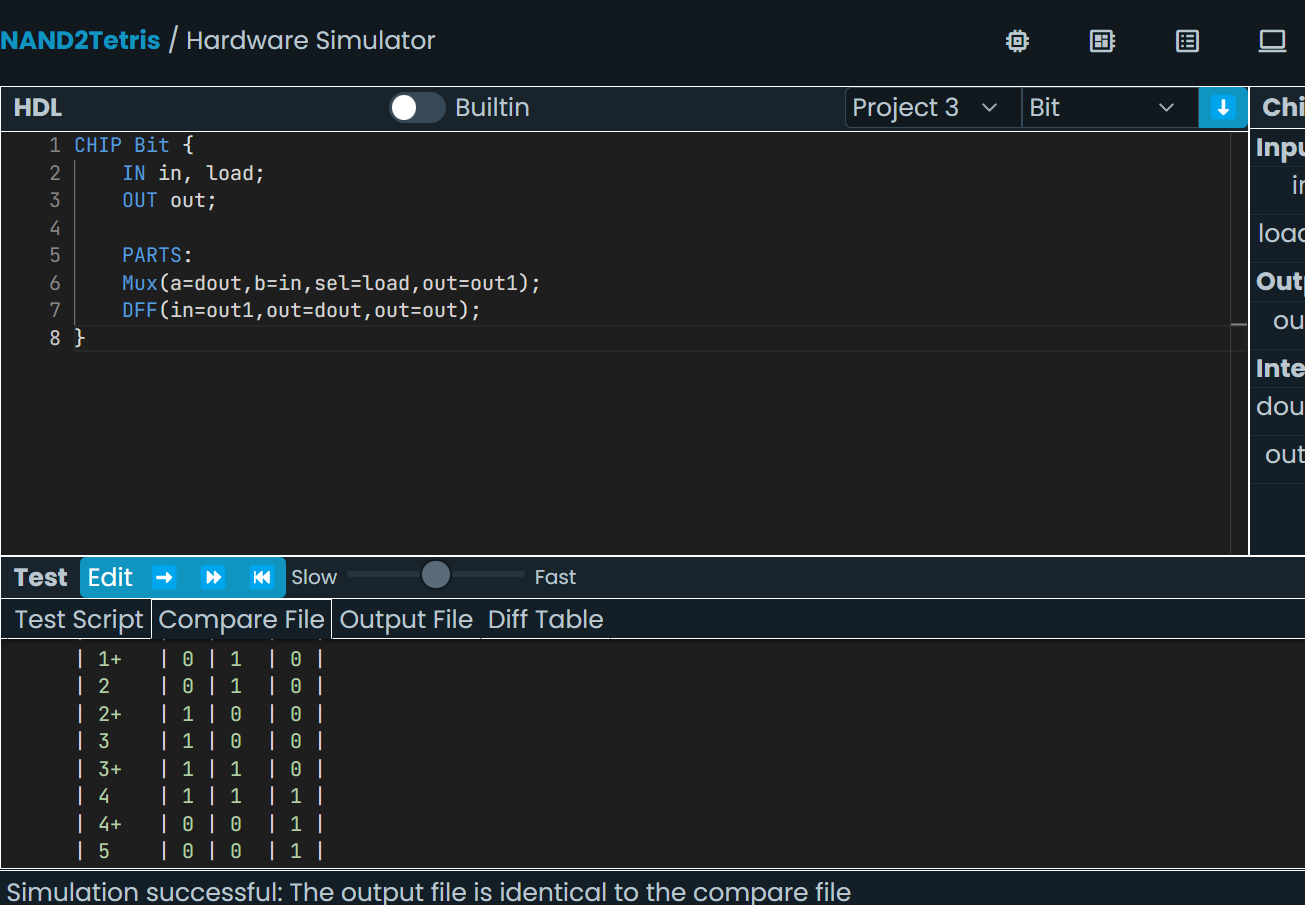 NAND2Tetris / Hardware Simulator
HDL Builtin Project 3 Bit Chi
1 CHIP Bit {
2 IN in, load;
3 OUT out;
4
5 PARTS:
6 Mux(a=dout,b=in,sel=load,out=out1);
7 DFF(in=out1,out=dout,out=out);
8 }
Inpu
in
load
Outp
ou
Inte
dou
out
Test Edit Slow Fast
Test Script Compare File Output File Diff Table
| 1+ | 0 | 1 | 0 |
| 2 | 0 | 1 | 0 |
| 2+ | 1 | 0 | 0 |
| 3 | 1 | 0 | 0 |
| 3+ | 1 | 1 | 0 |
| 4 | 1 | 1 | 1 |
| 4+ | 0 | 0 | 1 |
| 5 | 0 | 0 | 1 |
Simulation successful: The output file is identical to the compare file